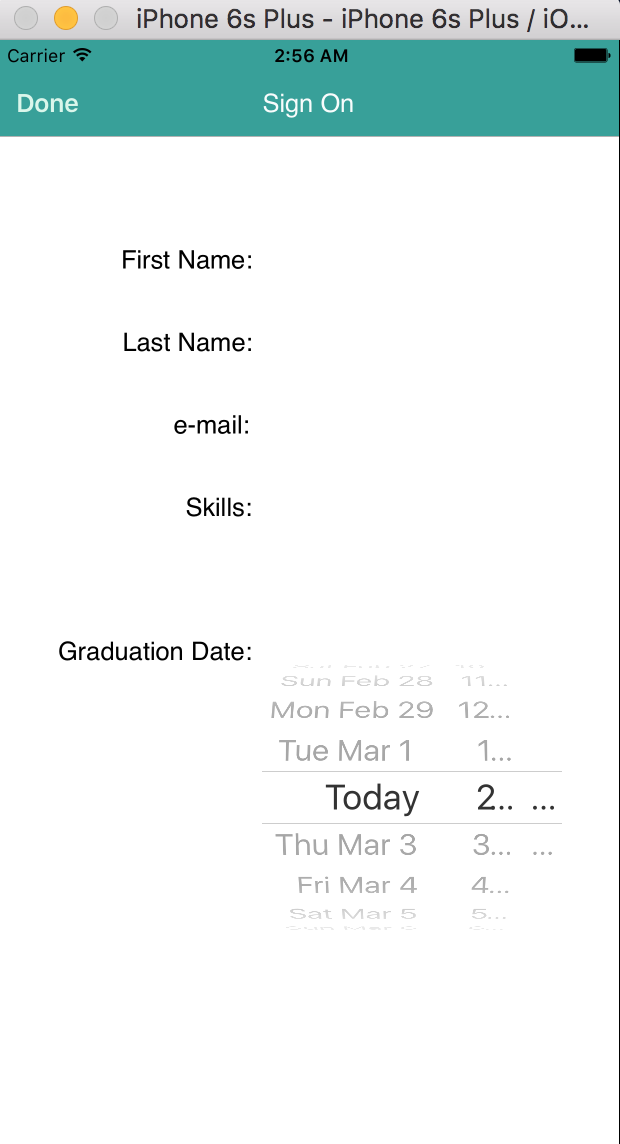 iPhone 6s Plus - iPhone 6s Plus / iO...
Carrier 2:56 AM
Done Sign On
First Name:
Last Name:
e-mail:
Skills:
Graduation Date:
Sun Feb 28 11...
Mon Feb 29 12...
Tue Mar 1 1...
Today 2.. ...
Thu Mar 3 3... ...
Fri Mar 4 4...
Sat Mar 5 5...